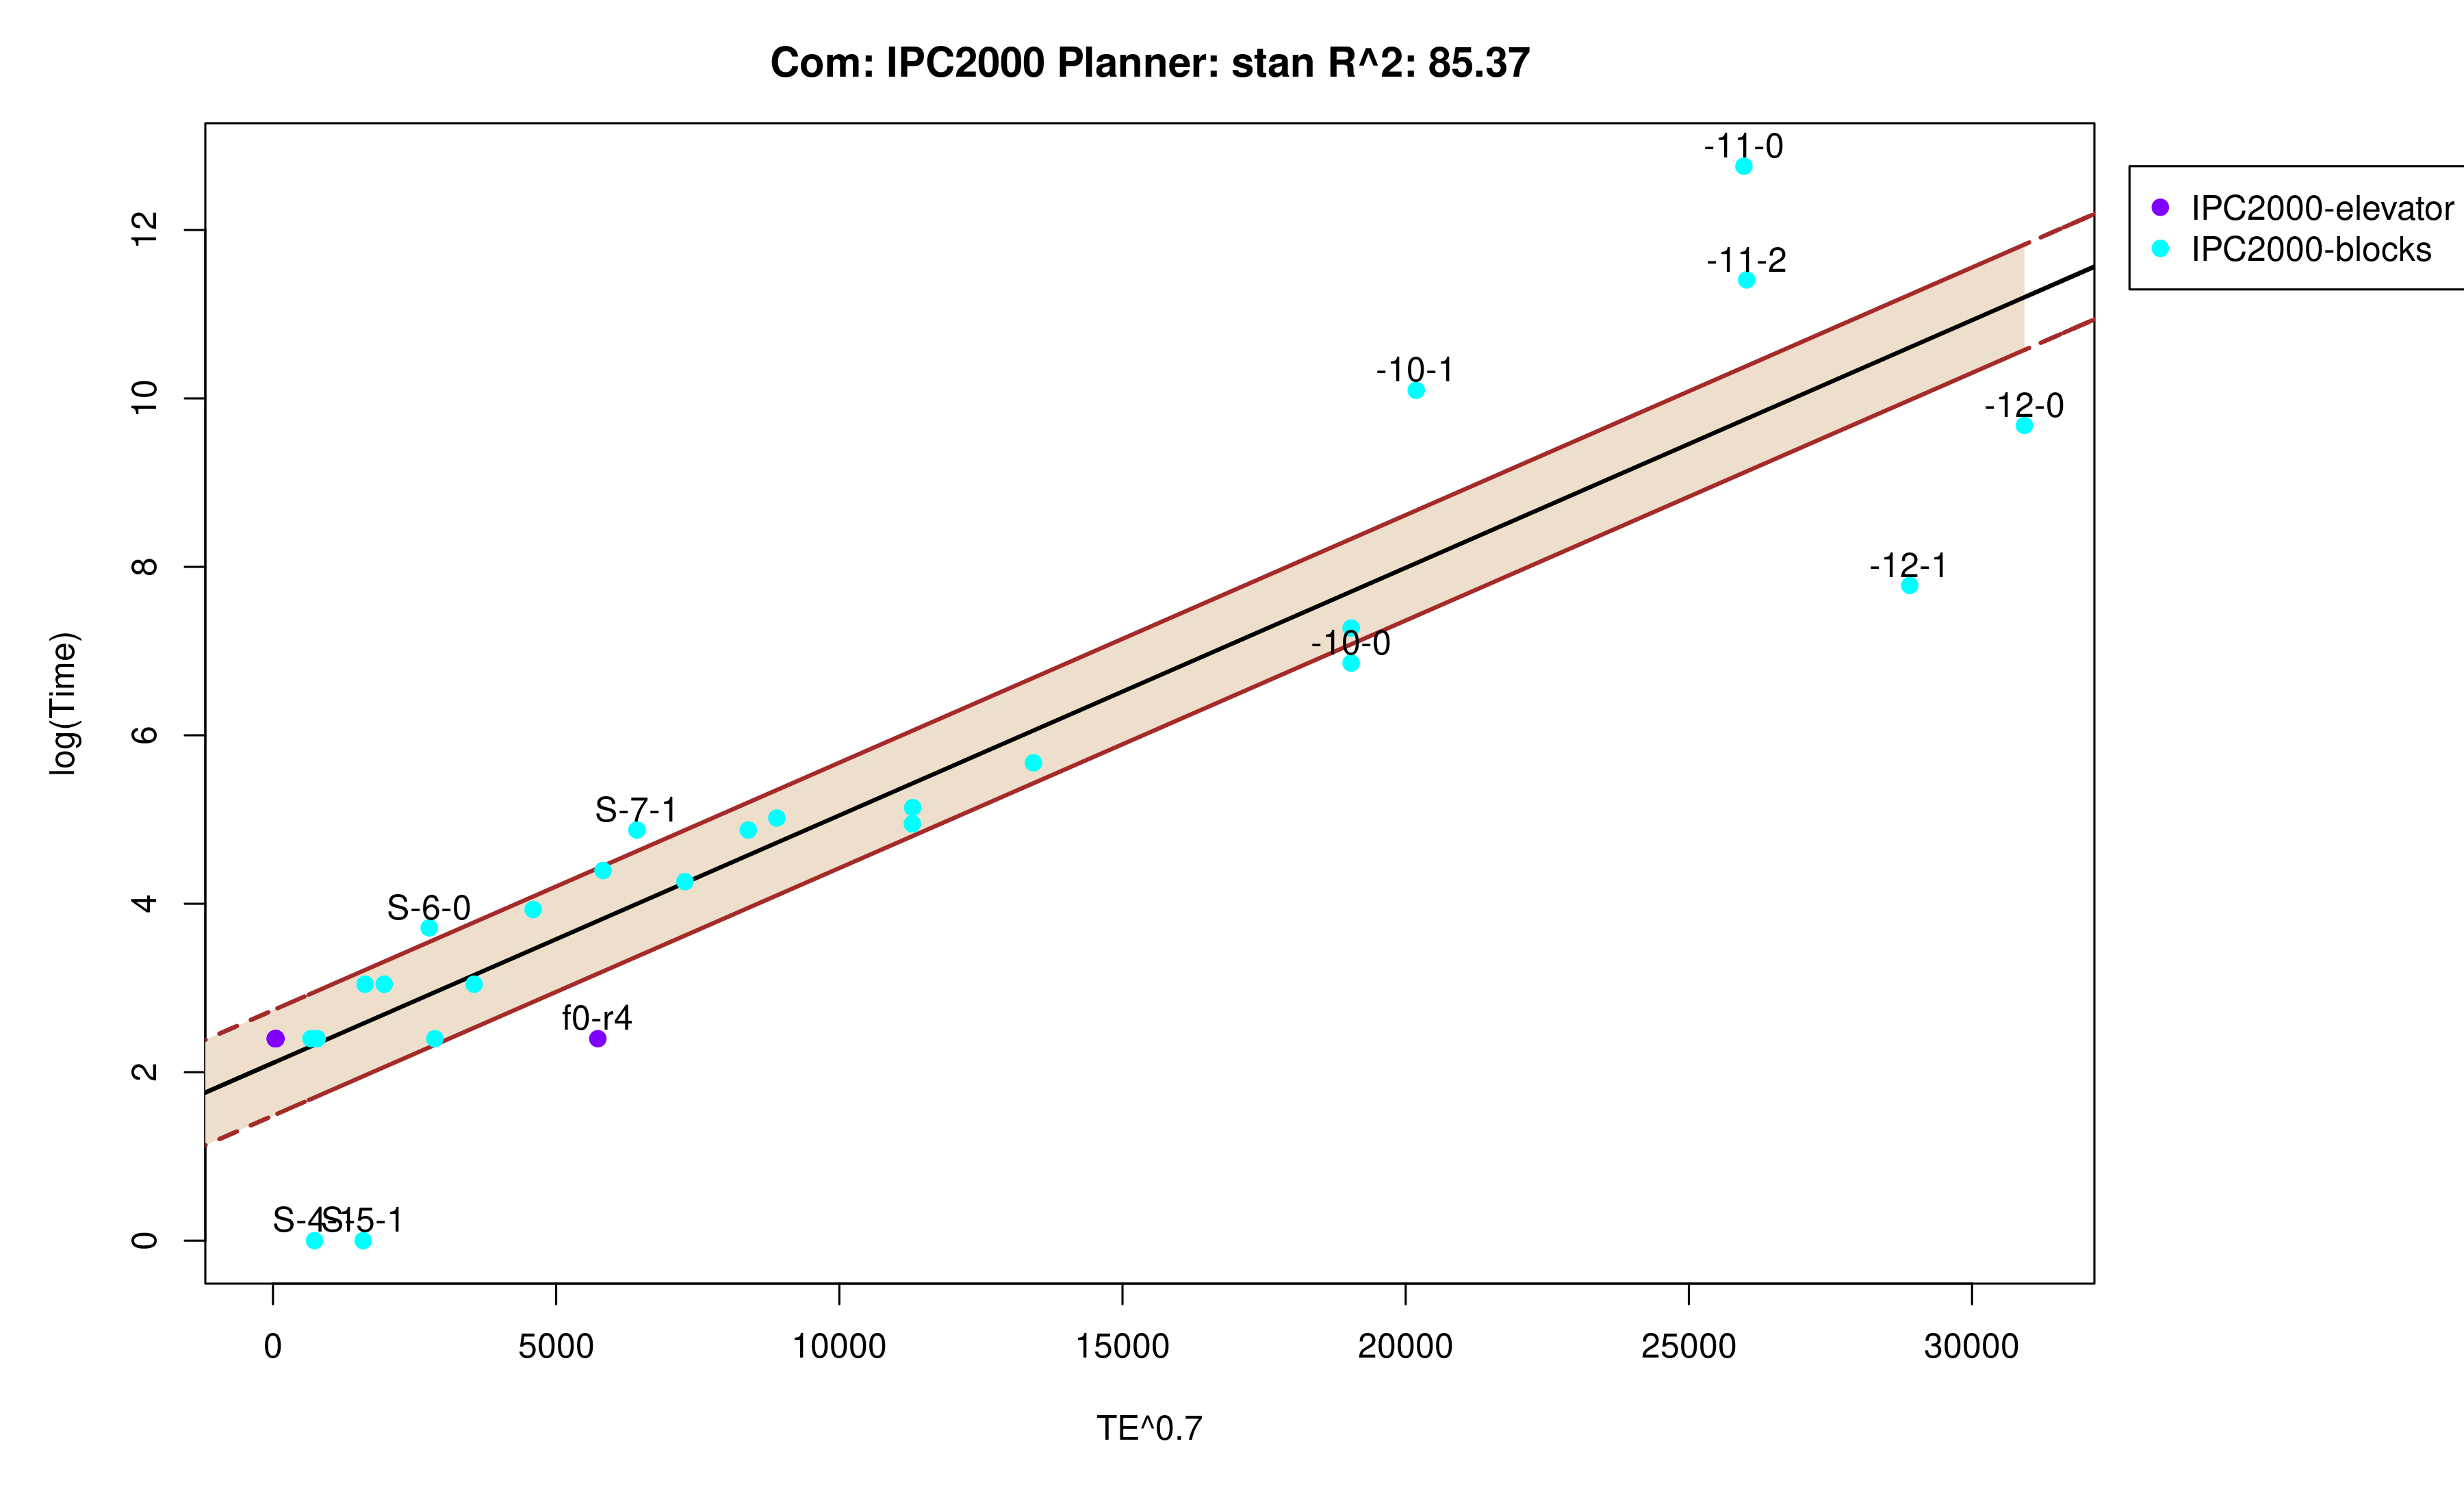 Com: IPC2000 Planner: stan R^2: 85.37
-11-0
IPC2000-elevator
IPC2000-blocks
-11-2
-10-1
-12-0
-12-1
-10-0
S-7-1
S-6-0
f0-r4
S-5-1
12
10
8
6
4
2
0
log(Time)
0 5000 10000 15000 20000 25000 30000
TE^0.7